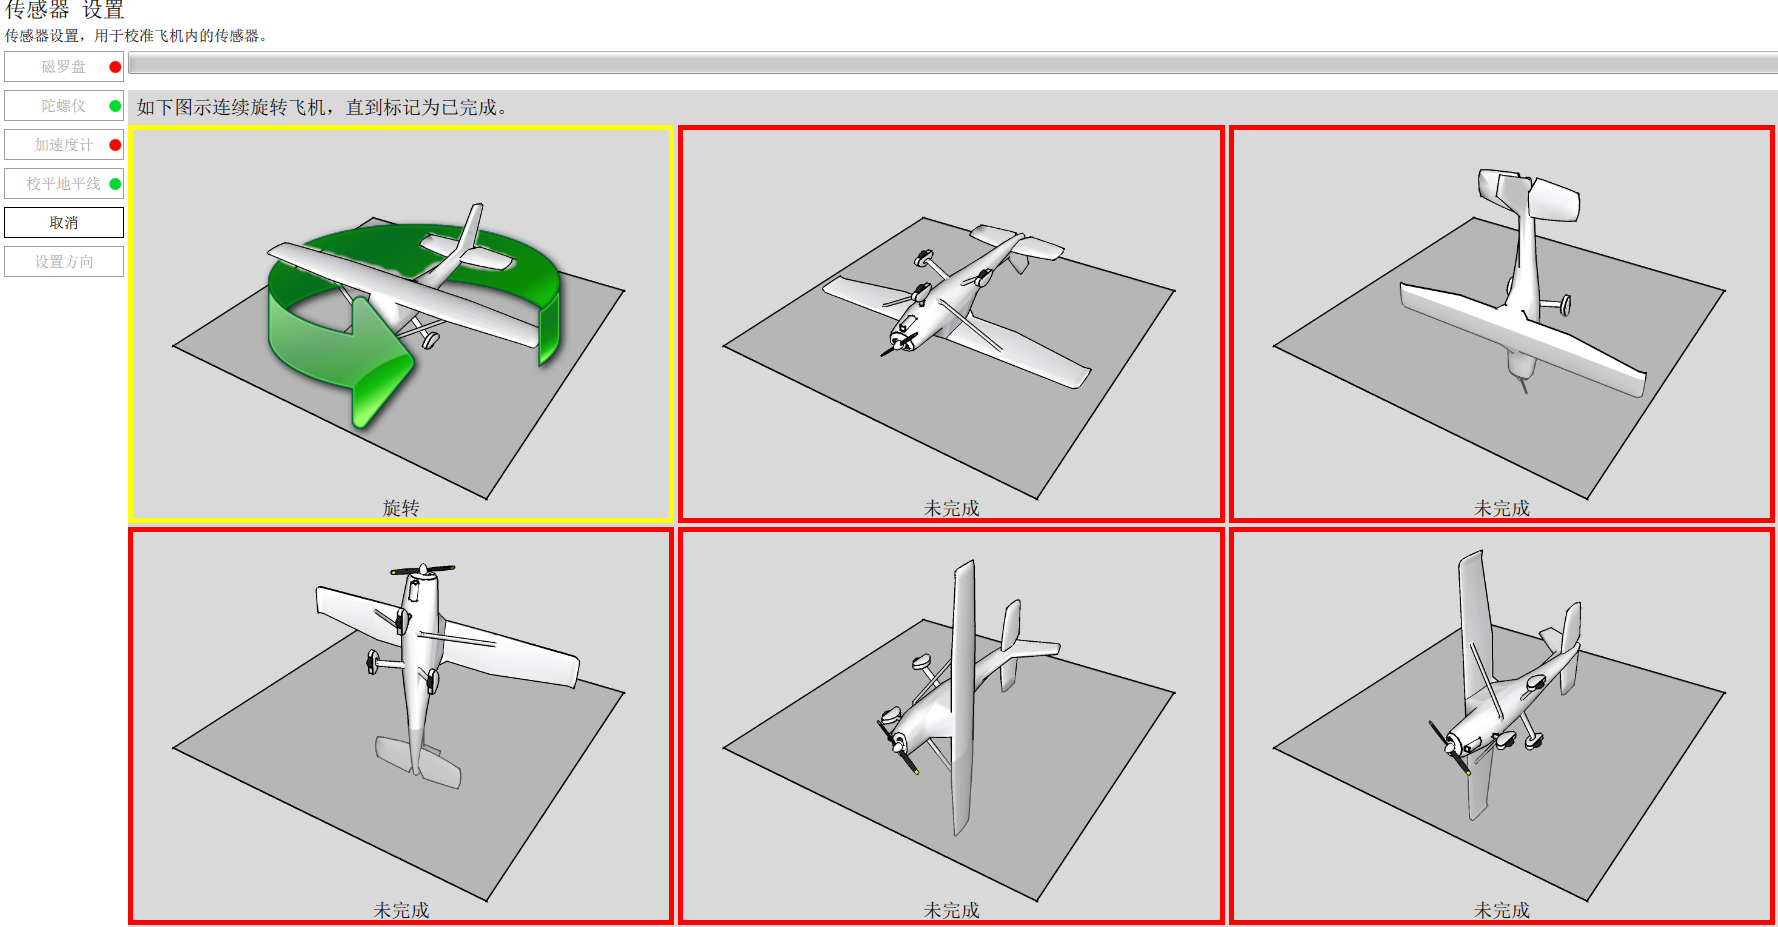 传感器 设置
传感器设置，用于校准飞机内的传感器。
磁罗盘
陀螺仪
加速度计
校平地平线
取消
设置方向
如下图示连续旋转飞机，直到标记为已完成。
旋转
未完成
未完成
未完成
未完成
未完成